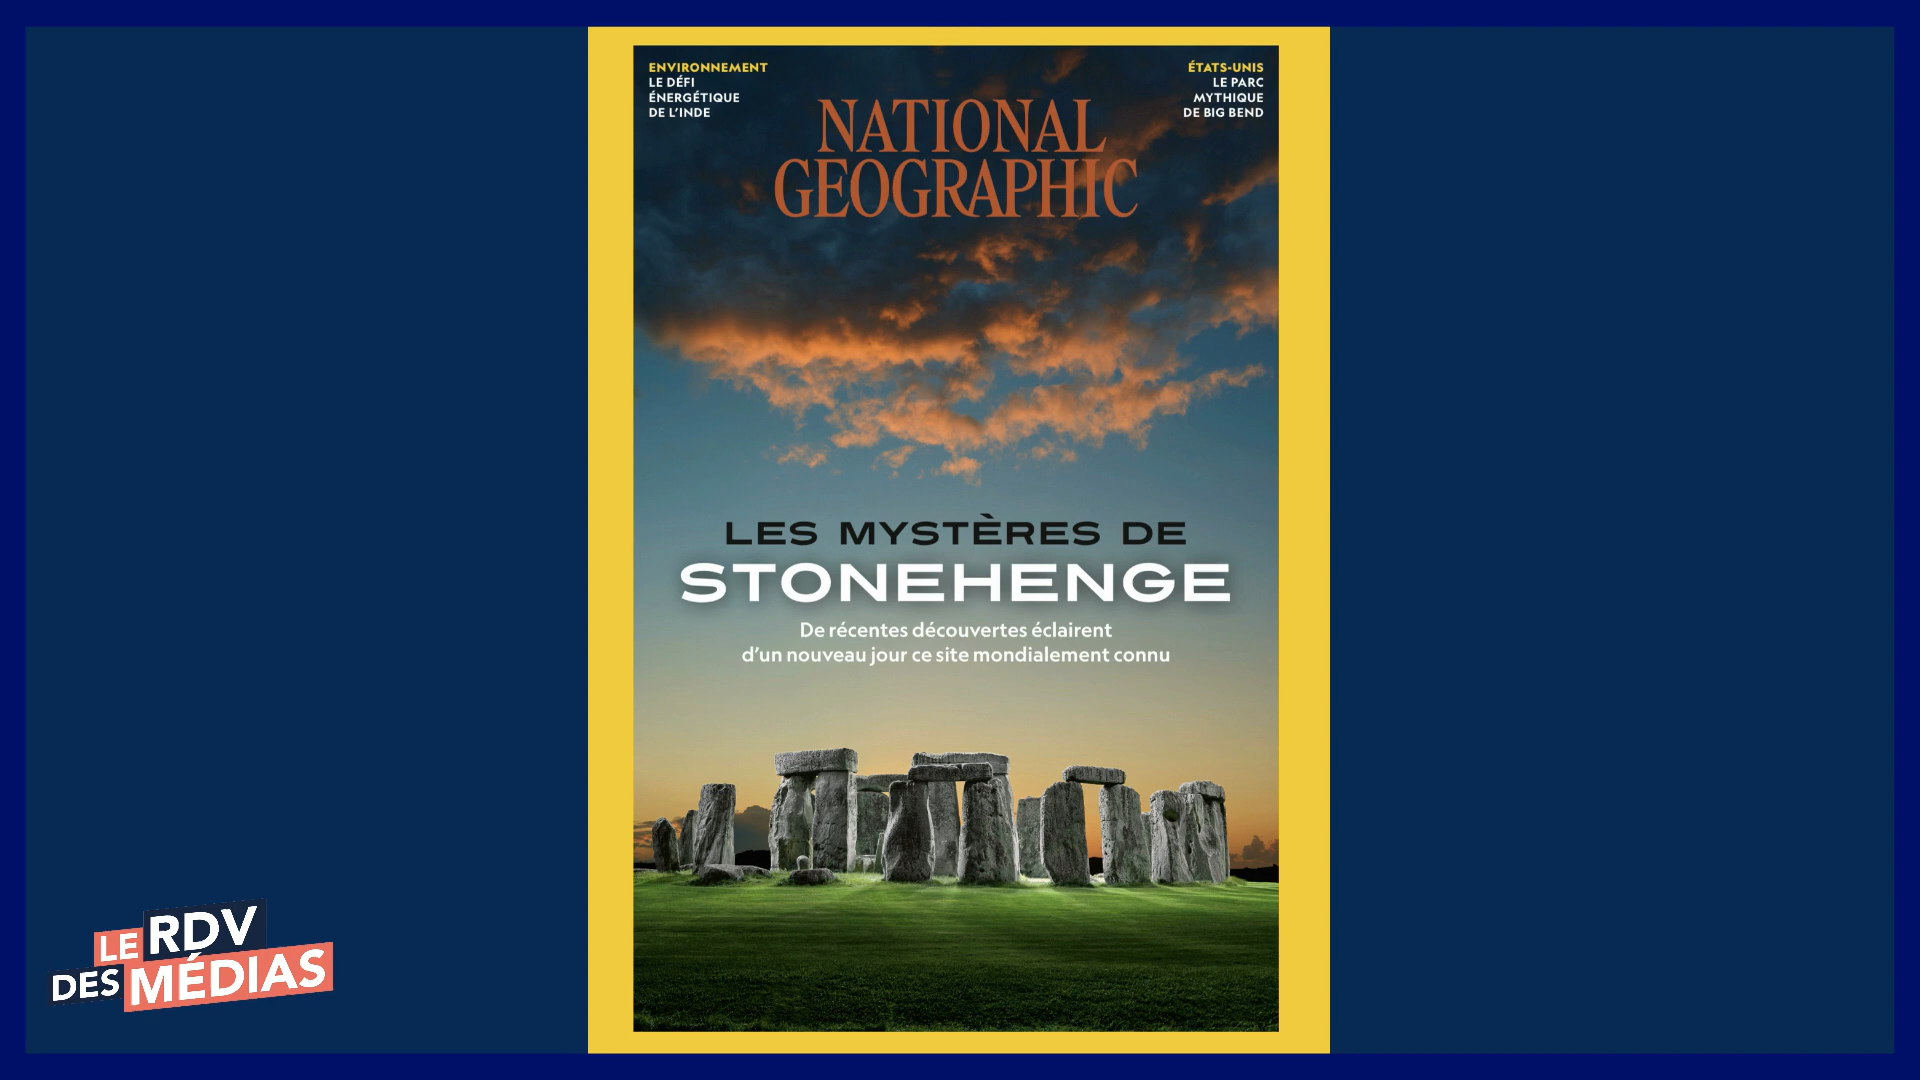 ENVIRONNEMENT
LE DÉFI
ÉNERGÉTIQUE
DE L'INDE
ÉTATS-UNIS
LE PARC
MYTHIQUE
DE BIG BEND
NATIONAL
GEOGRAPHIC
LES MYSTÈRES DE
STONEHENGE
De récentes découvertes éclairent
d'un nouveau jour ce site mondialement connu
LE RDV
DES MÉDIAS